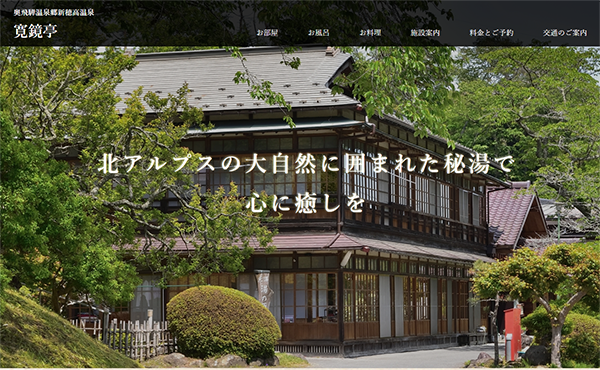 奥飛騨温泉郷新穂高温泉
寛鏡亭
お部屋 お風呂 お料理 施設案内 料金とご予約 交通のご案内
北アルプスの大自然に囲まれた秘湯で
心に癒しを